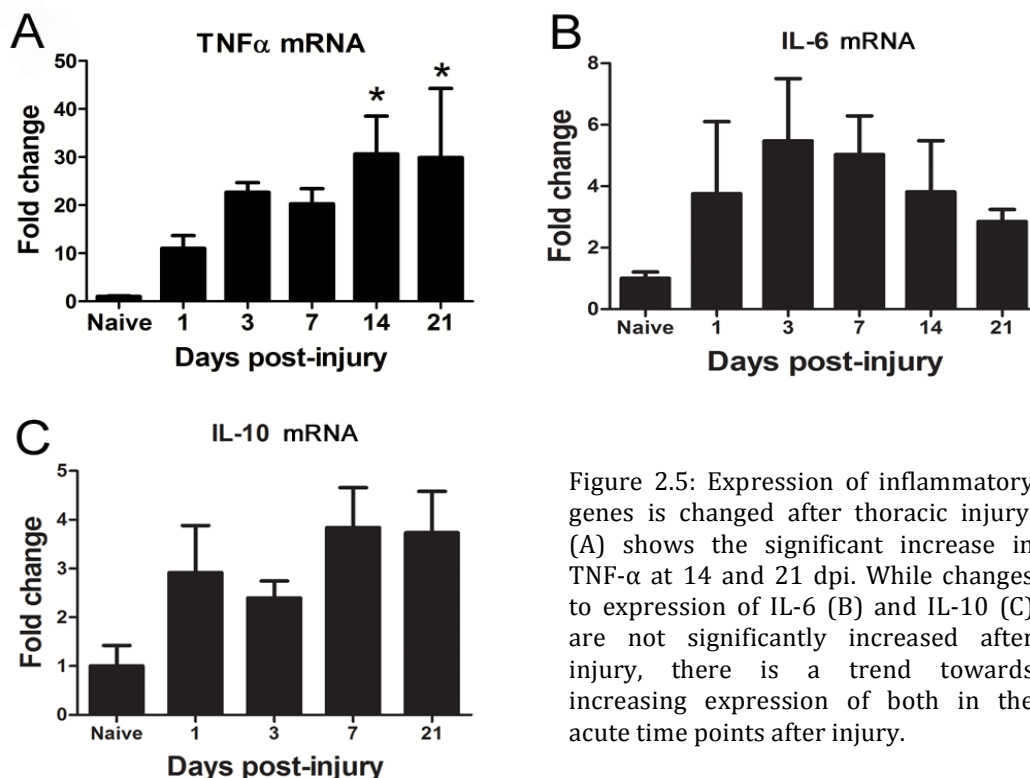 A
TNFα mRNA
Fold change
50
40
30
20
10
0
* *
Naive 1 3 7 14 21
Days post-injury
B
IL-6 mRNA
Fold change
8
6
4
2
0
Naive 1 3 7 14 21
Days post-injury
C
IL-10 mRNA
Fold change
5
4
3
2
1
0
Naive 1 3 7 21
Days post-injury
Figure 2.5: Expression of inflammatory
genes is changed after thoracic injury
(A) shows the significant increase in
TNF-α at 14 and 21 dpi. While changes
to expression of IL-6 (B) and IL-10 (C)
are not significantly increased after
injury, there is a trend towards
increasing expression of both in the
acute time points after injury.